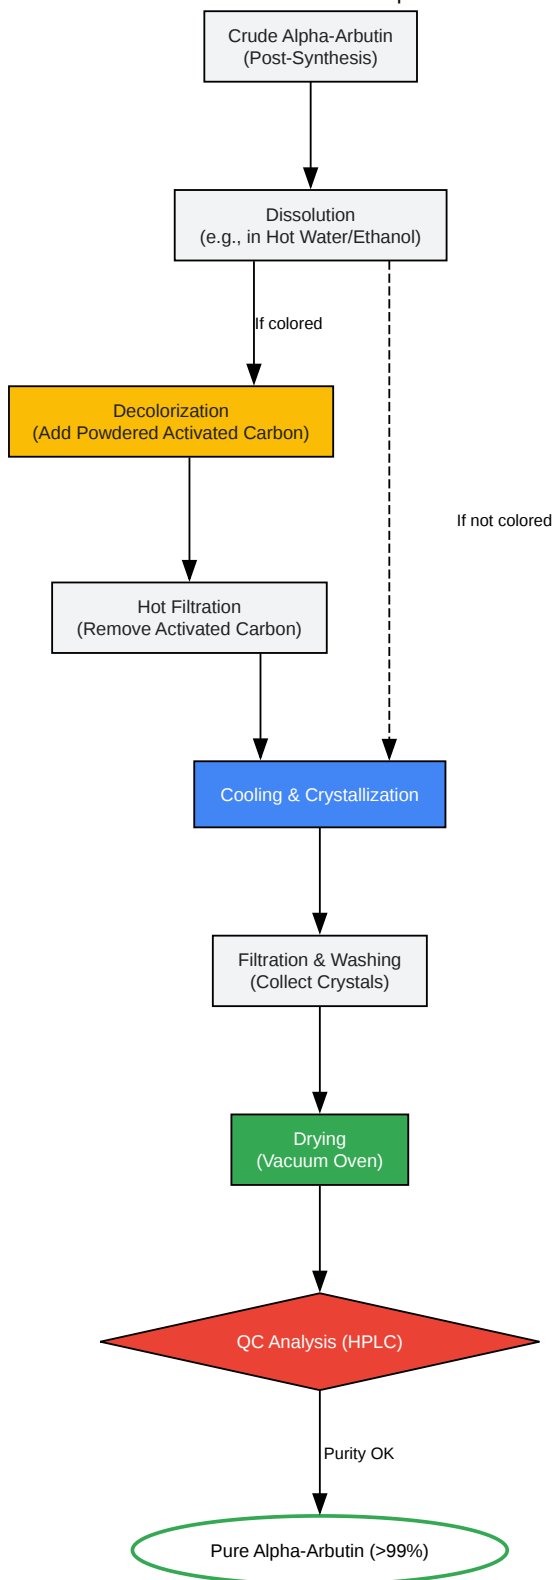 Crude Alpha-Arbutin
(Post-Synthesis)
Dissolution
(e.g., in Hot Water/Ethanol)
If colored
Decolorization
(Add Powdered Activated Carbon)
If not colored
Hot Filtration
(Remove Activated Carbon)
Cooling & Crystallization
Filtration & Washing
(Collect Crystals)
Drying
(Vacuum Oven)
QC Analysis (HPLC)
Purity OK
Pure Alpha-Arbutin (>99%)